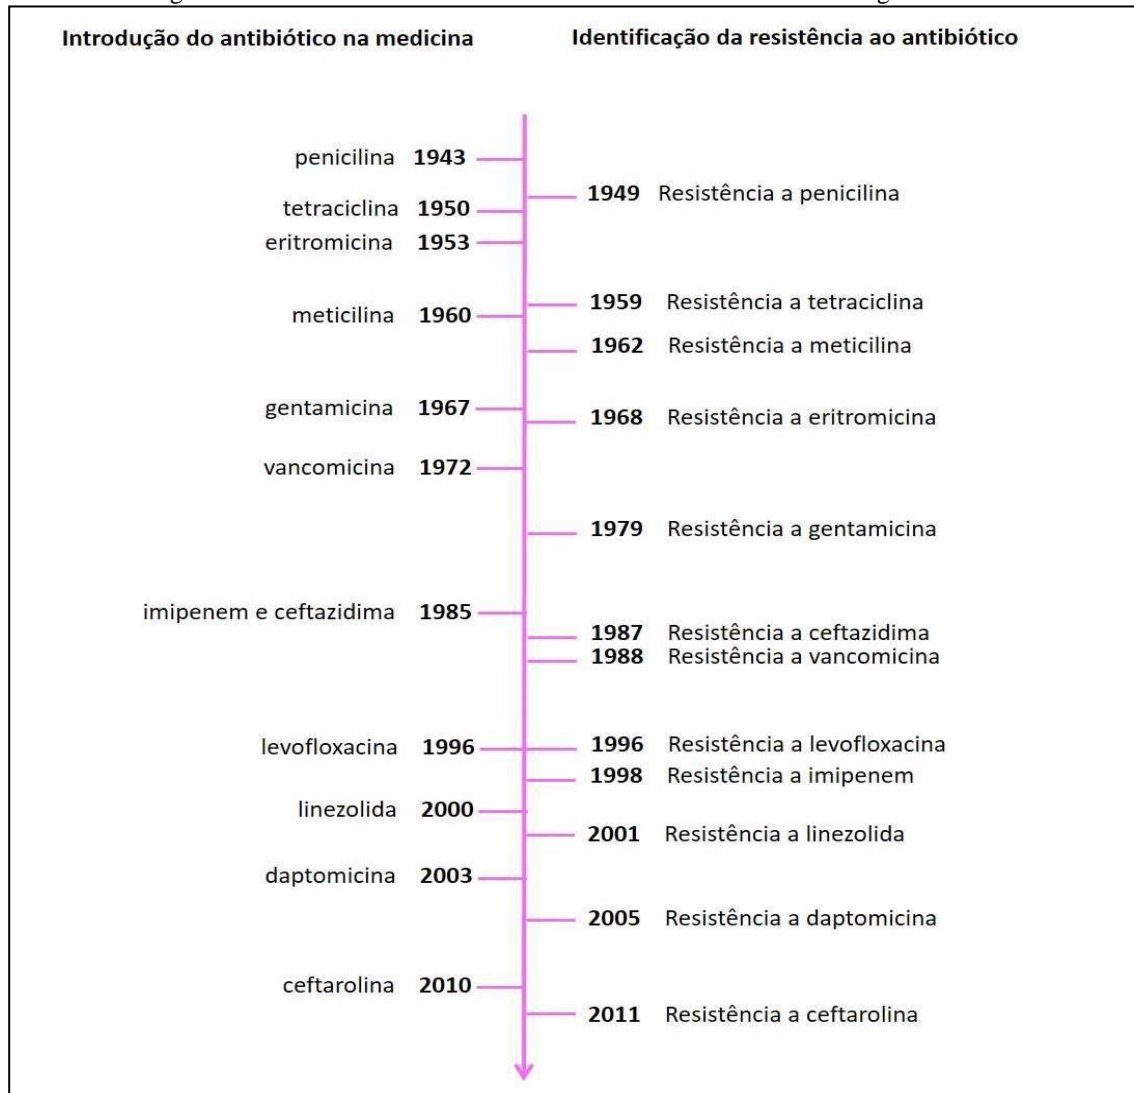 Introdução do antibiótico na medicina
Identificação da resistência ao antibiótico
penicilina 1943
1949 Resistência a penicilina
tetraciclina 1950
eritromicina 1953
1959 Resistência a tetraciclina
meticilina 1960
1962 Resistência a meticilina
gentamicina 1967
1968 Resistência a eritromicina
vancomicina 1972
1979 Resistência a gentamicina
imipenem e ceftazidima 1985
1987 Resistência a ceftazidima
1988 Resistência a vancomicina
levofloxacina 1996
1996 Resistência a levofloxacina
1998 Resistência a imipenem
linezolida 2000
2001 Resistência a linezolida
daptomicina 2003
2005 Resistência a daptomicina
ceftarolina 2010
2011 Resistência a ceftarolina